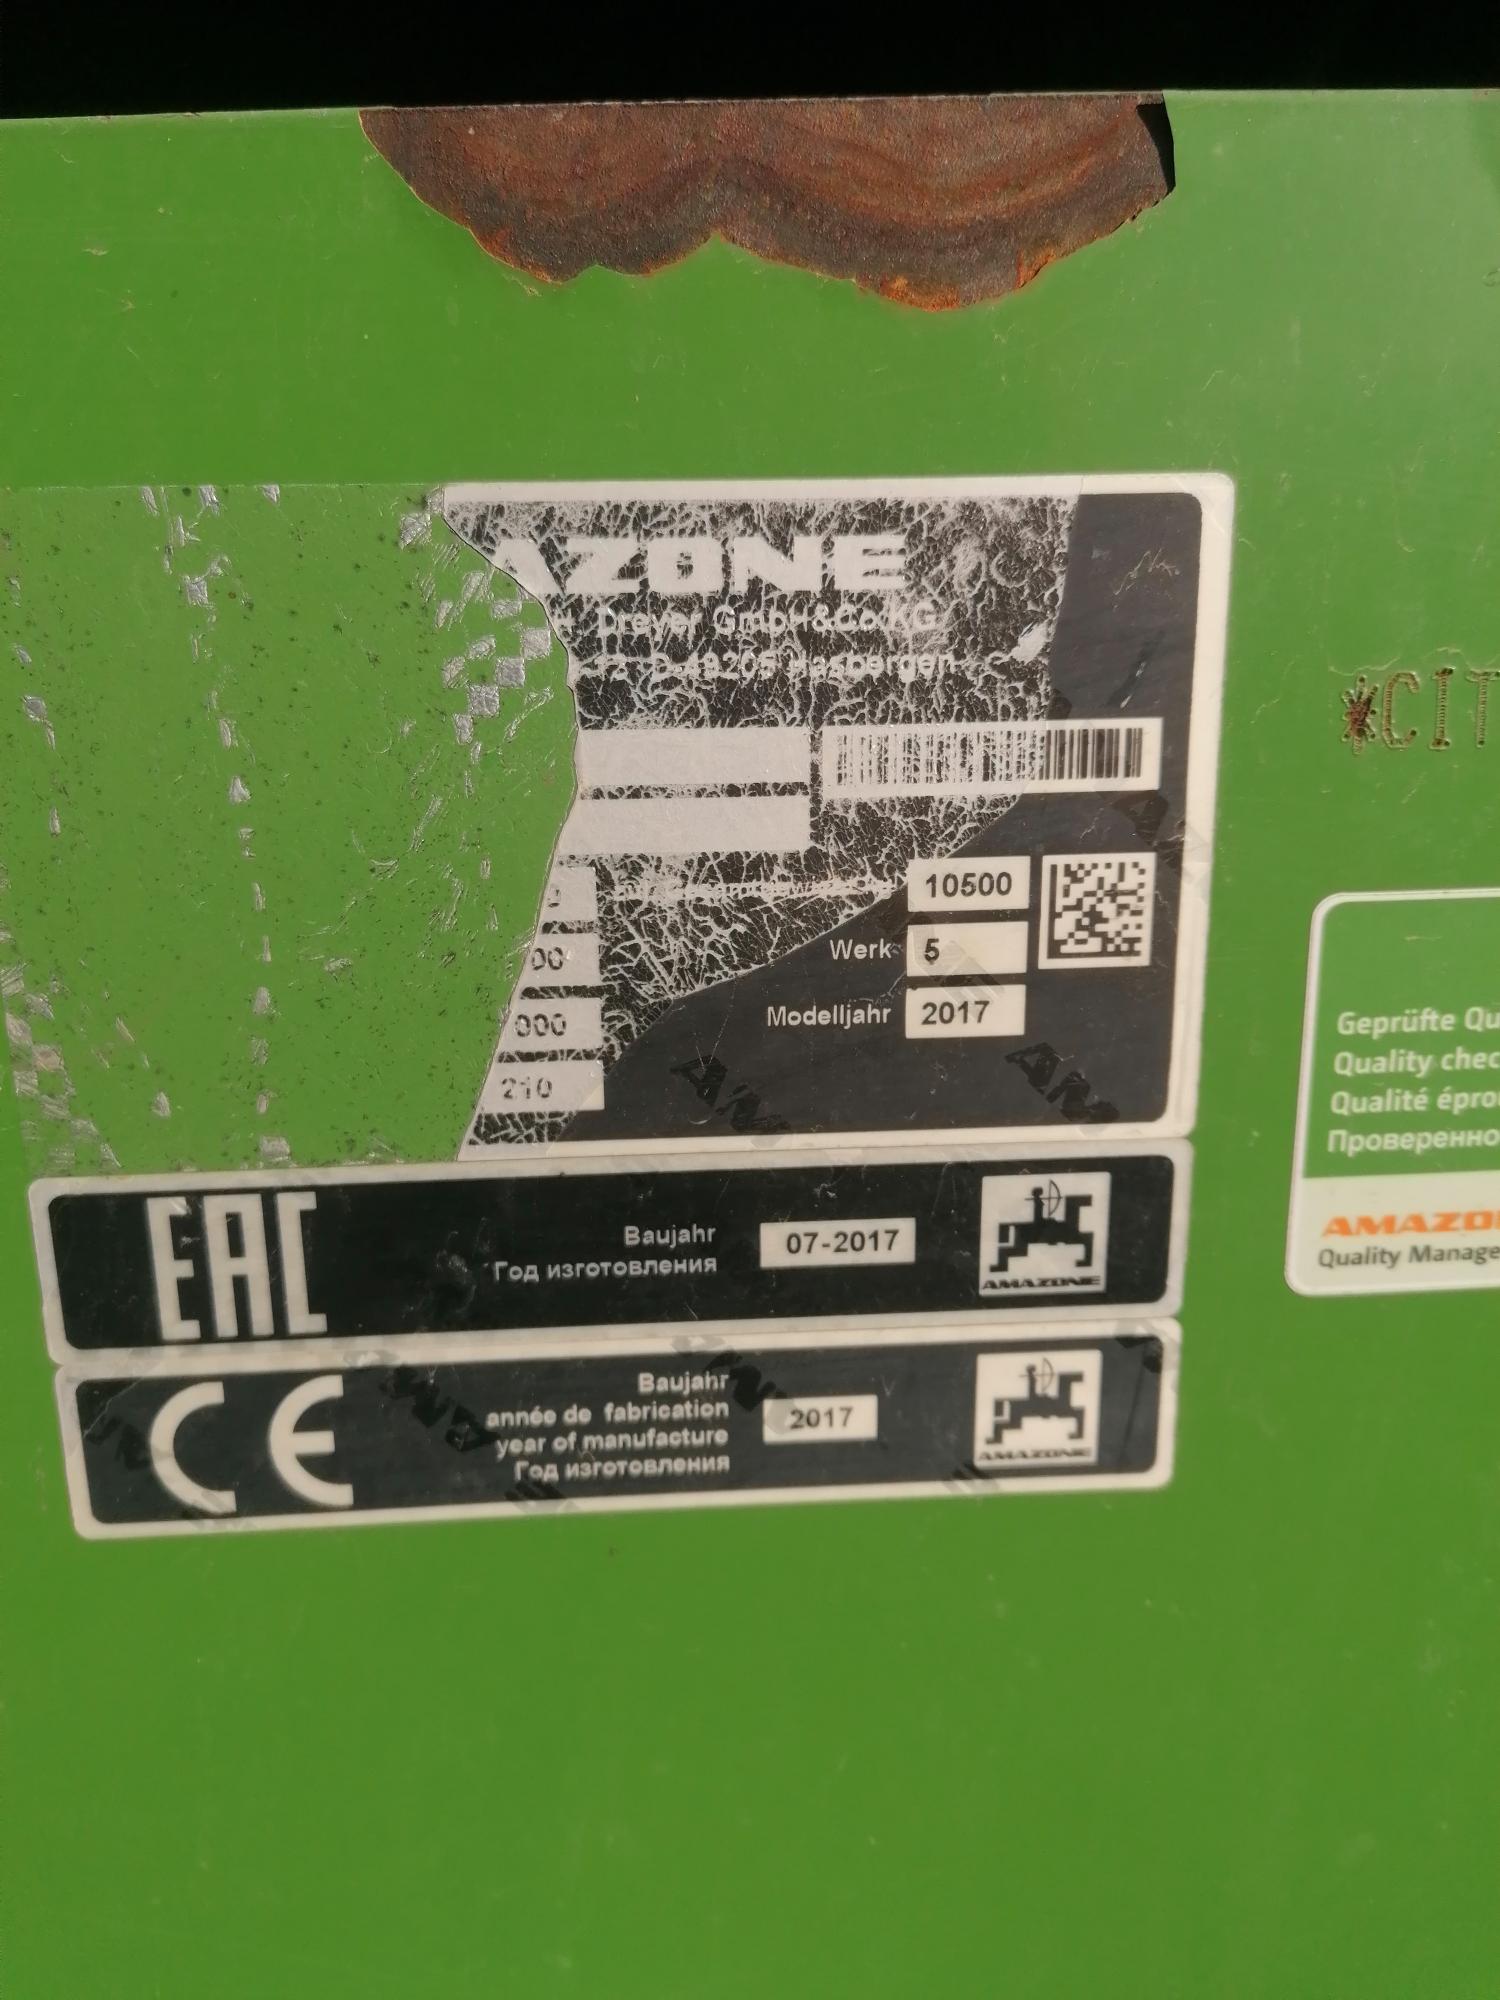 AZONE
Dreyer GmbH&Co.KG
D-49205 Hasbergen
10500
00
Werk 5
000
Modelljahr 2017
210
*CIT
Geprüfte Qu
Quality chec
Qualité épro
Проверенно
AMAZO
Quality Manage
EAC
Baujahr
Год изготовления
07-2017
AMAZONE
CE
Baujahr
année de fabrication
year of manufacture
Год изготовления
2017
AMAZONE